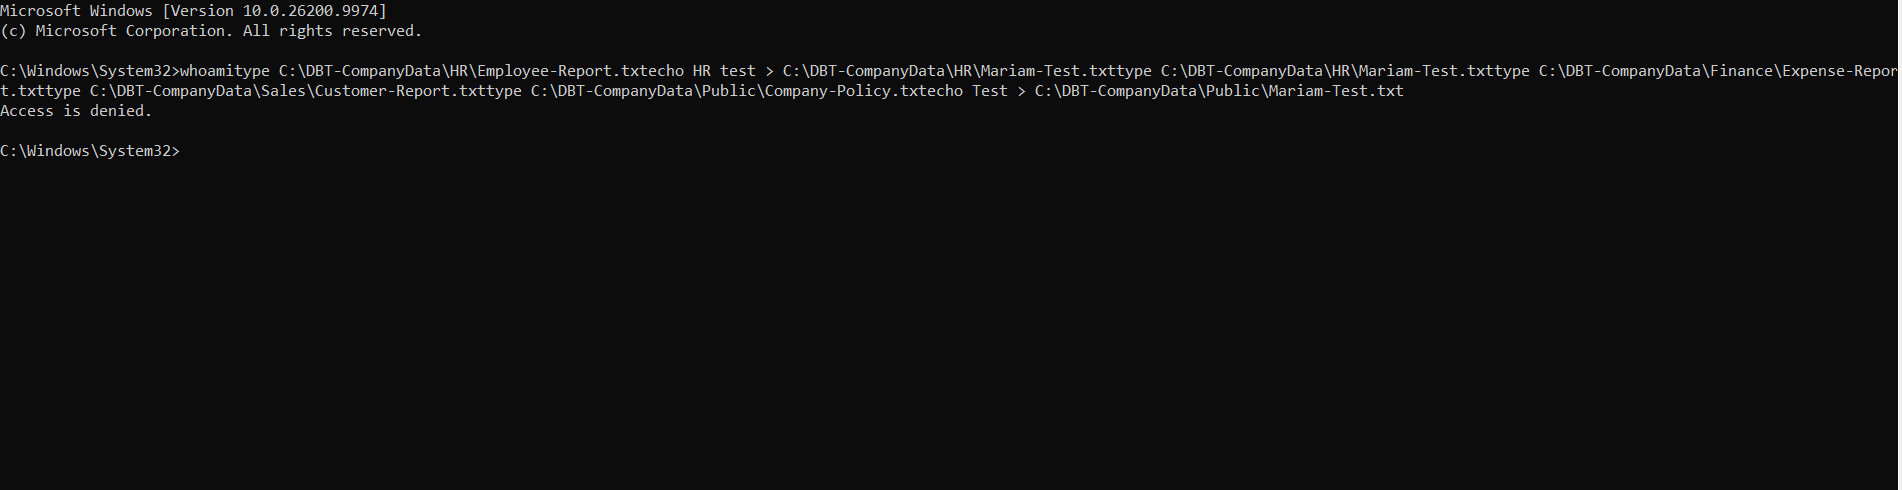 Microsoft Windows [Version 10.0.26200.9974]
(c) Microsoft Corporation. All rights reserved.
C:\Windows\System32>whoamitype C:\DBT-CompanyData\HR\Employee-Report.txtecho HR test > C:\DBT-CompanyData\HR\Mariam-Test.txttype C:\DBT-CompanyData\HR\Mariam-Test.txttype C:\DBT-CompanyData\Finance\Expense-Repor
t.txttype C:\DBT-CompanyData\Sales\Customer-Report.txttype C:\DBT-CompanyData\Public\Company-Policy.txtecho Test > C:\DBT-CompanyData\Public\Mariam-Test.txt
Access is denied.
C:\Windows\System32>